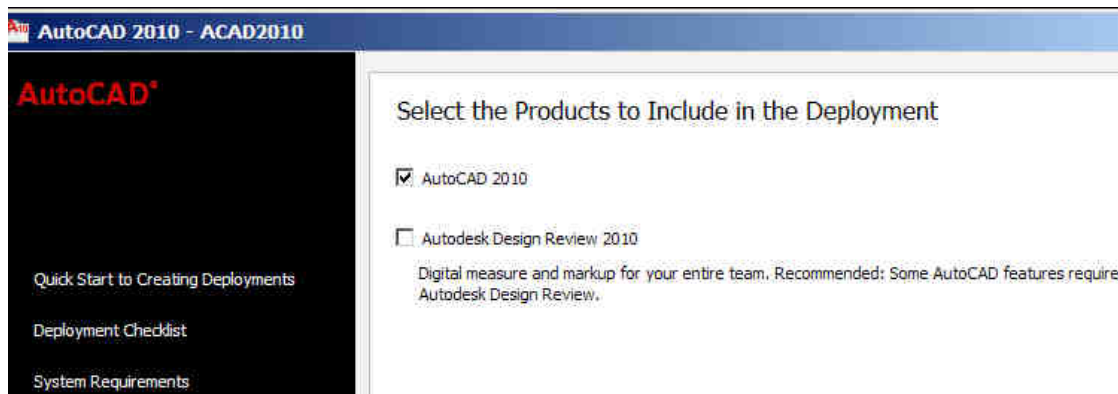 AutoCAD 2010 - ACAD2010
AutoCAD®
Select the Products to Include in the Deployment
AutoCAD 2010
Autodesk Design Review 2010
Digital measure and markup for your entire team. Recommended: Some AutoCAD features require
Autodesk Design Review.
Quick Start to Creating Deployments
Deployment Checklist
System Requirements